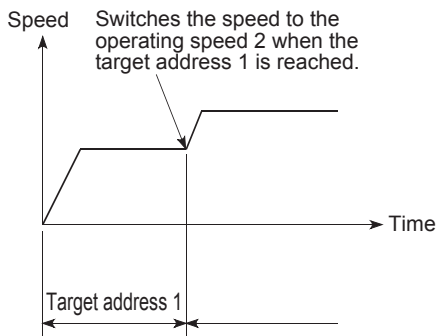 Speed
Switches the speed to the
operating speed 2 when the
target address 1 is reached.
Time
Target address 1